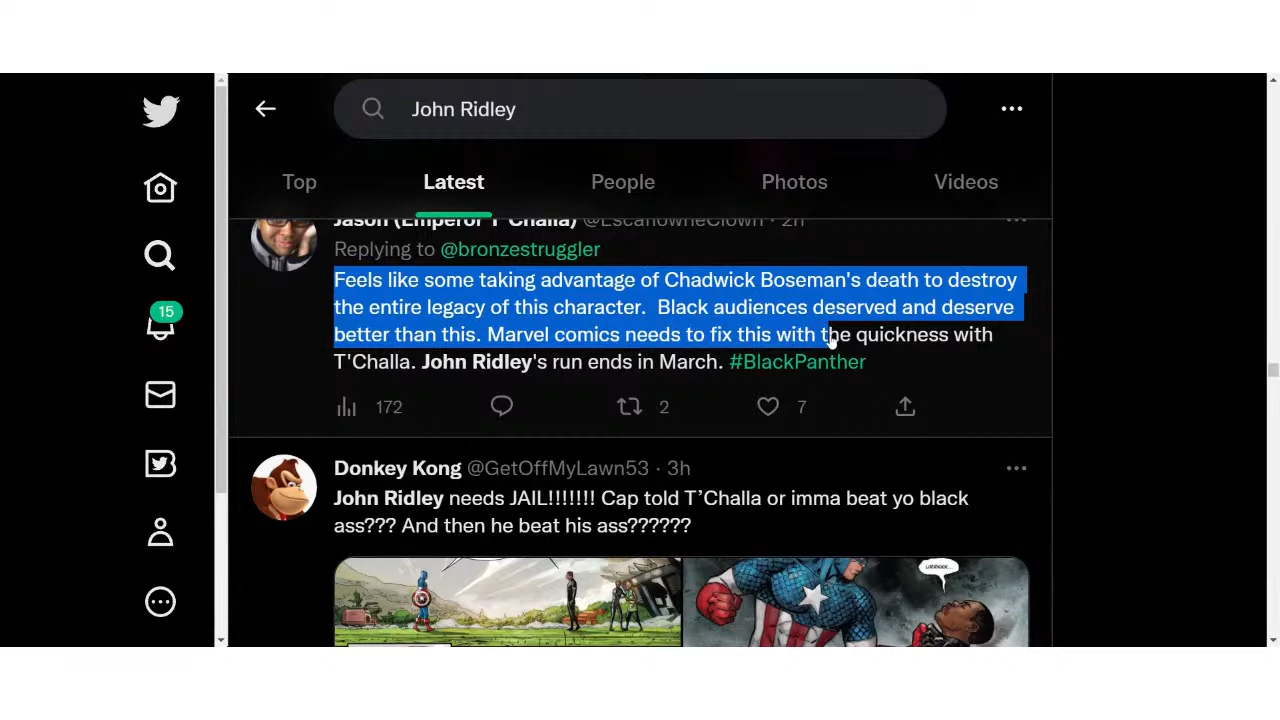 John Ridley
Top Latest People Photos Videos
Jason (Emperor T'Challa) @EscanowneClown · 2h
Replying to @bronzestruggler
Feels like some taking advantage of Chadwick Boseman's death to destroy
the entire legacy of this character.  Black audiences deserved and deserve
better than this. Marvel comics needs to fix this with the quickness with
T'Challa. John Ridley's run ends in March. #BlackPanther
172 2 7
15
Donkey Kong @GetOffMyLawn53 · 3h
John Ridley needs JAIL!!!!!!! Cap told T’Challa or imma beat yo black
ass??? And then he beat his ass??????